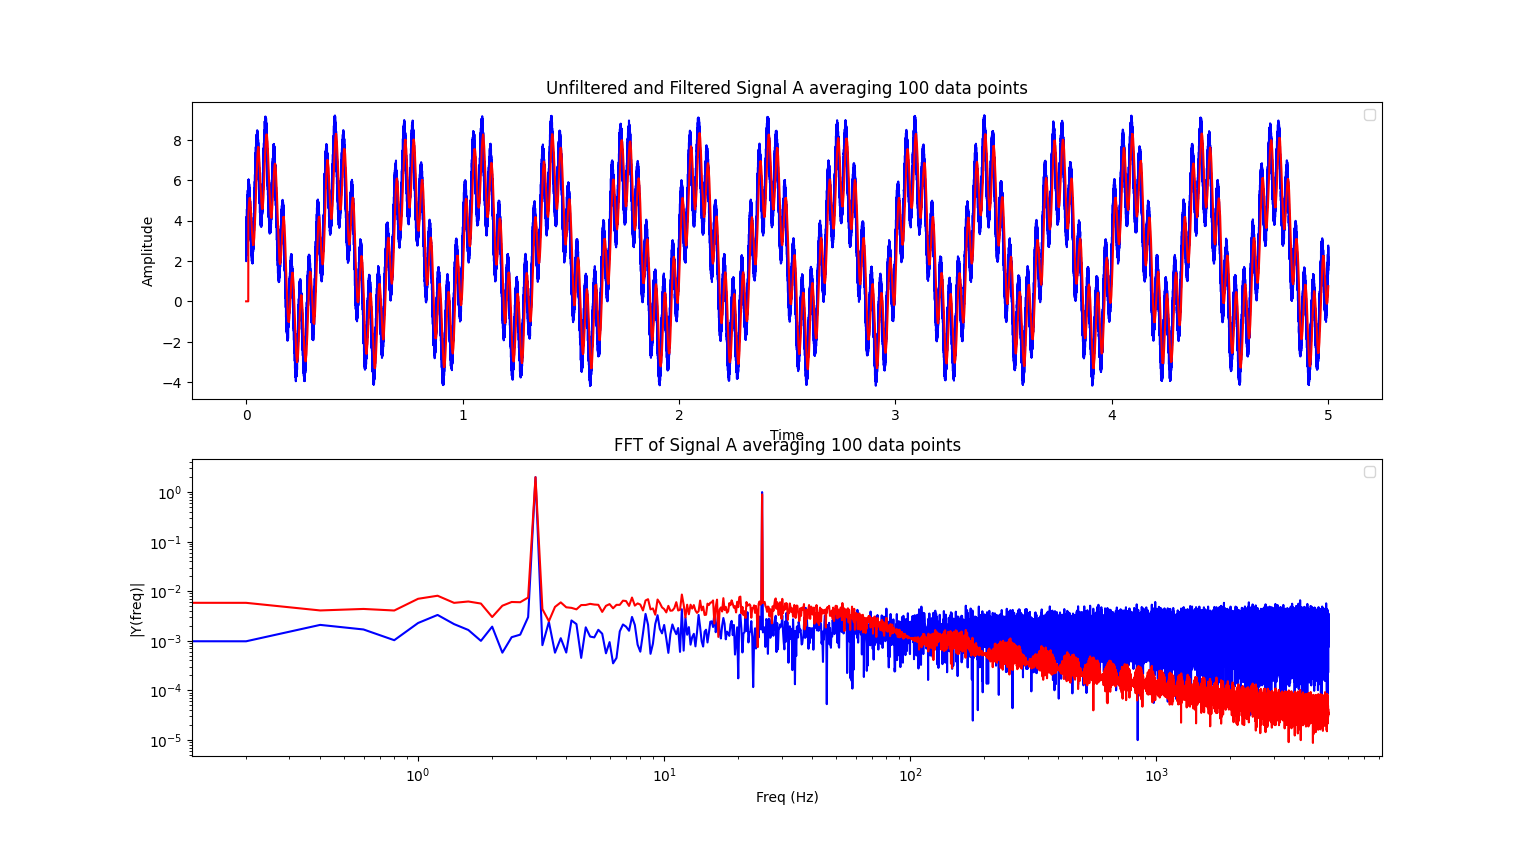 Unfiltered and Filtered Signal A averaging 100 data points
Amplitude
8
6
4
2
0
−2
−4
0 1 2 3 4 5
Time
FFT of Signal A averaging 100 data points
|Y(freq)|
10⁰
10⁻¹
10⁻²
10⁻³
10⁻⁴
10⁻⁵
10⁰ 10¹ 10² 10³
Freq (Hz)